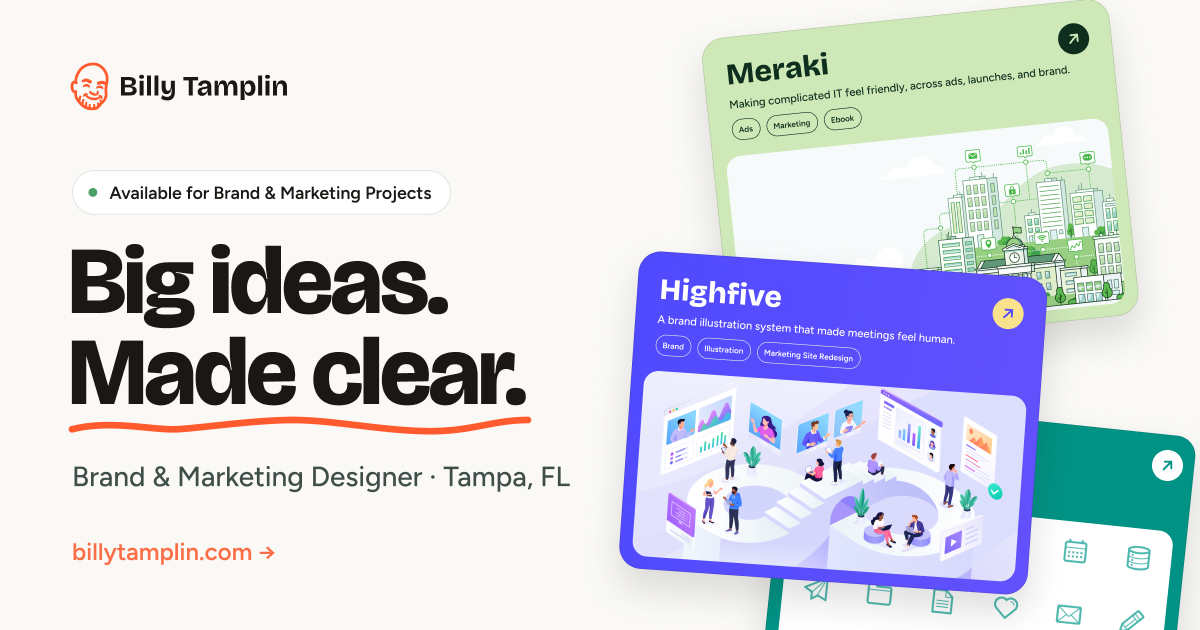 Billy Tamplin
Available for Brand & Marketing Projects
Big ideas.
Made clear.
Brand & Marketing Designer · Tampa, FL
billytamplin.com →
Meraki
Making complicated IT feel friendly, across ads, launches, and brand.
Ads
Marketing
Ebook
Highfive
A brand illustration system that made meetings feel human.
Brand
Illustration
Marketing Site Redesign